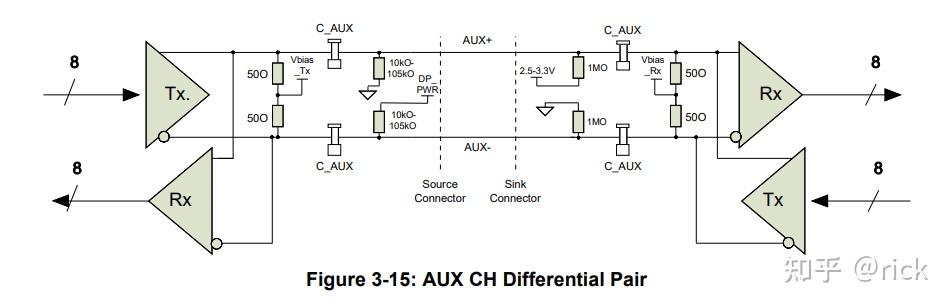 C_AUX
C_AUX
AUX+
8
Tx.
50O
Vbias
_Tx
50O
10kO-
105kO
DP_
PWR
10kO-
105kO
2.5-3.3V
1MO
1MO
Vbias
_Rx
50O
50O
Rx
8
C_AUX
AUX-
C_AUX
8
Rx
Source
Connector
Sink
Connector
Tx
8
Figure 3-15: AUX CH Differential Pair
知乎 @rick